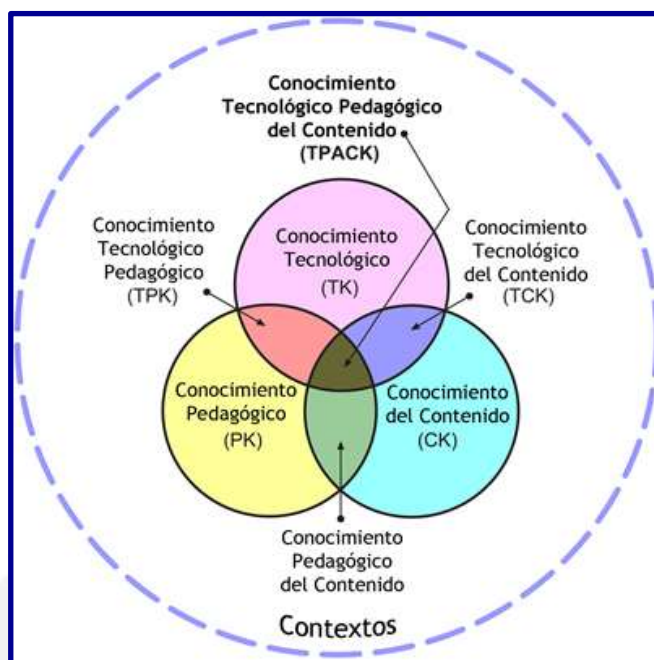 Conocimiento
Tecnológico Pedagógico
del Contenido
(TPACK)
Conocimiento
Tecnológico
Pedagógico
(TPK)
Conocimiento
Tecnológico
(TK)
Conocimiento
Tecnológico
del Contenido
(TCK)
Conocimiento
Pedagógico
(PK)
Conocimiento
del Contenido
(CK)
Conocimiento
Pedagógico
del Contenido
Contextos